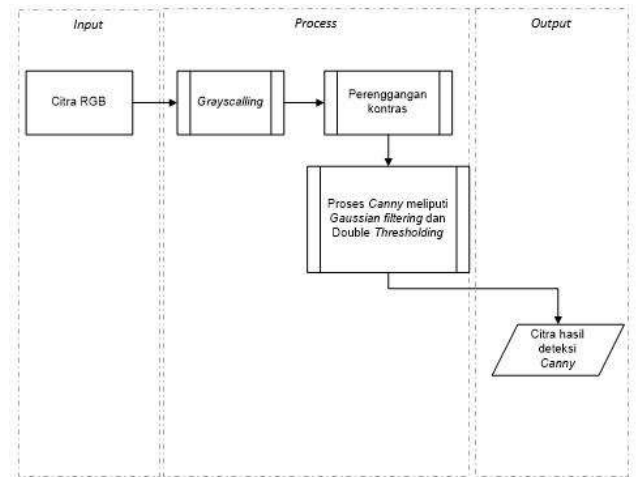 Input
Process
Output
Citra RGB
Grayscalling
Perenggangan
kontras
Proses Canny meliputi
Gaussian filtering dan
Double Thresholding
Citra hasil
deteksi
Canny